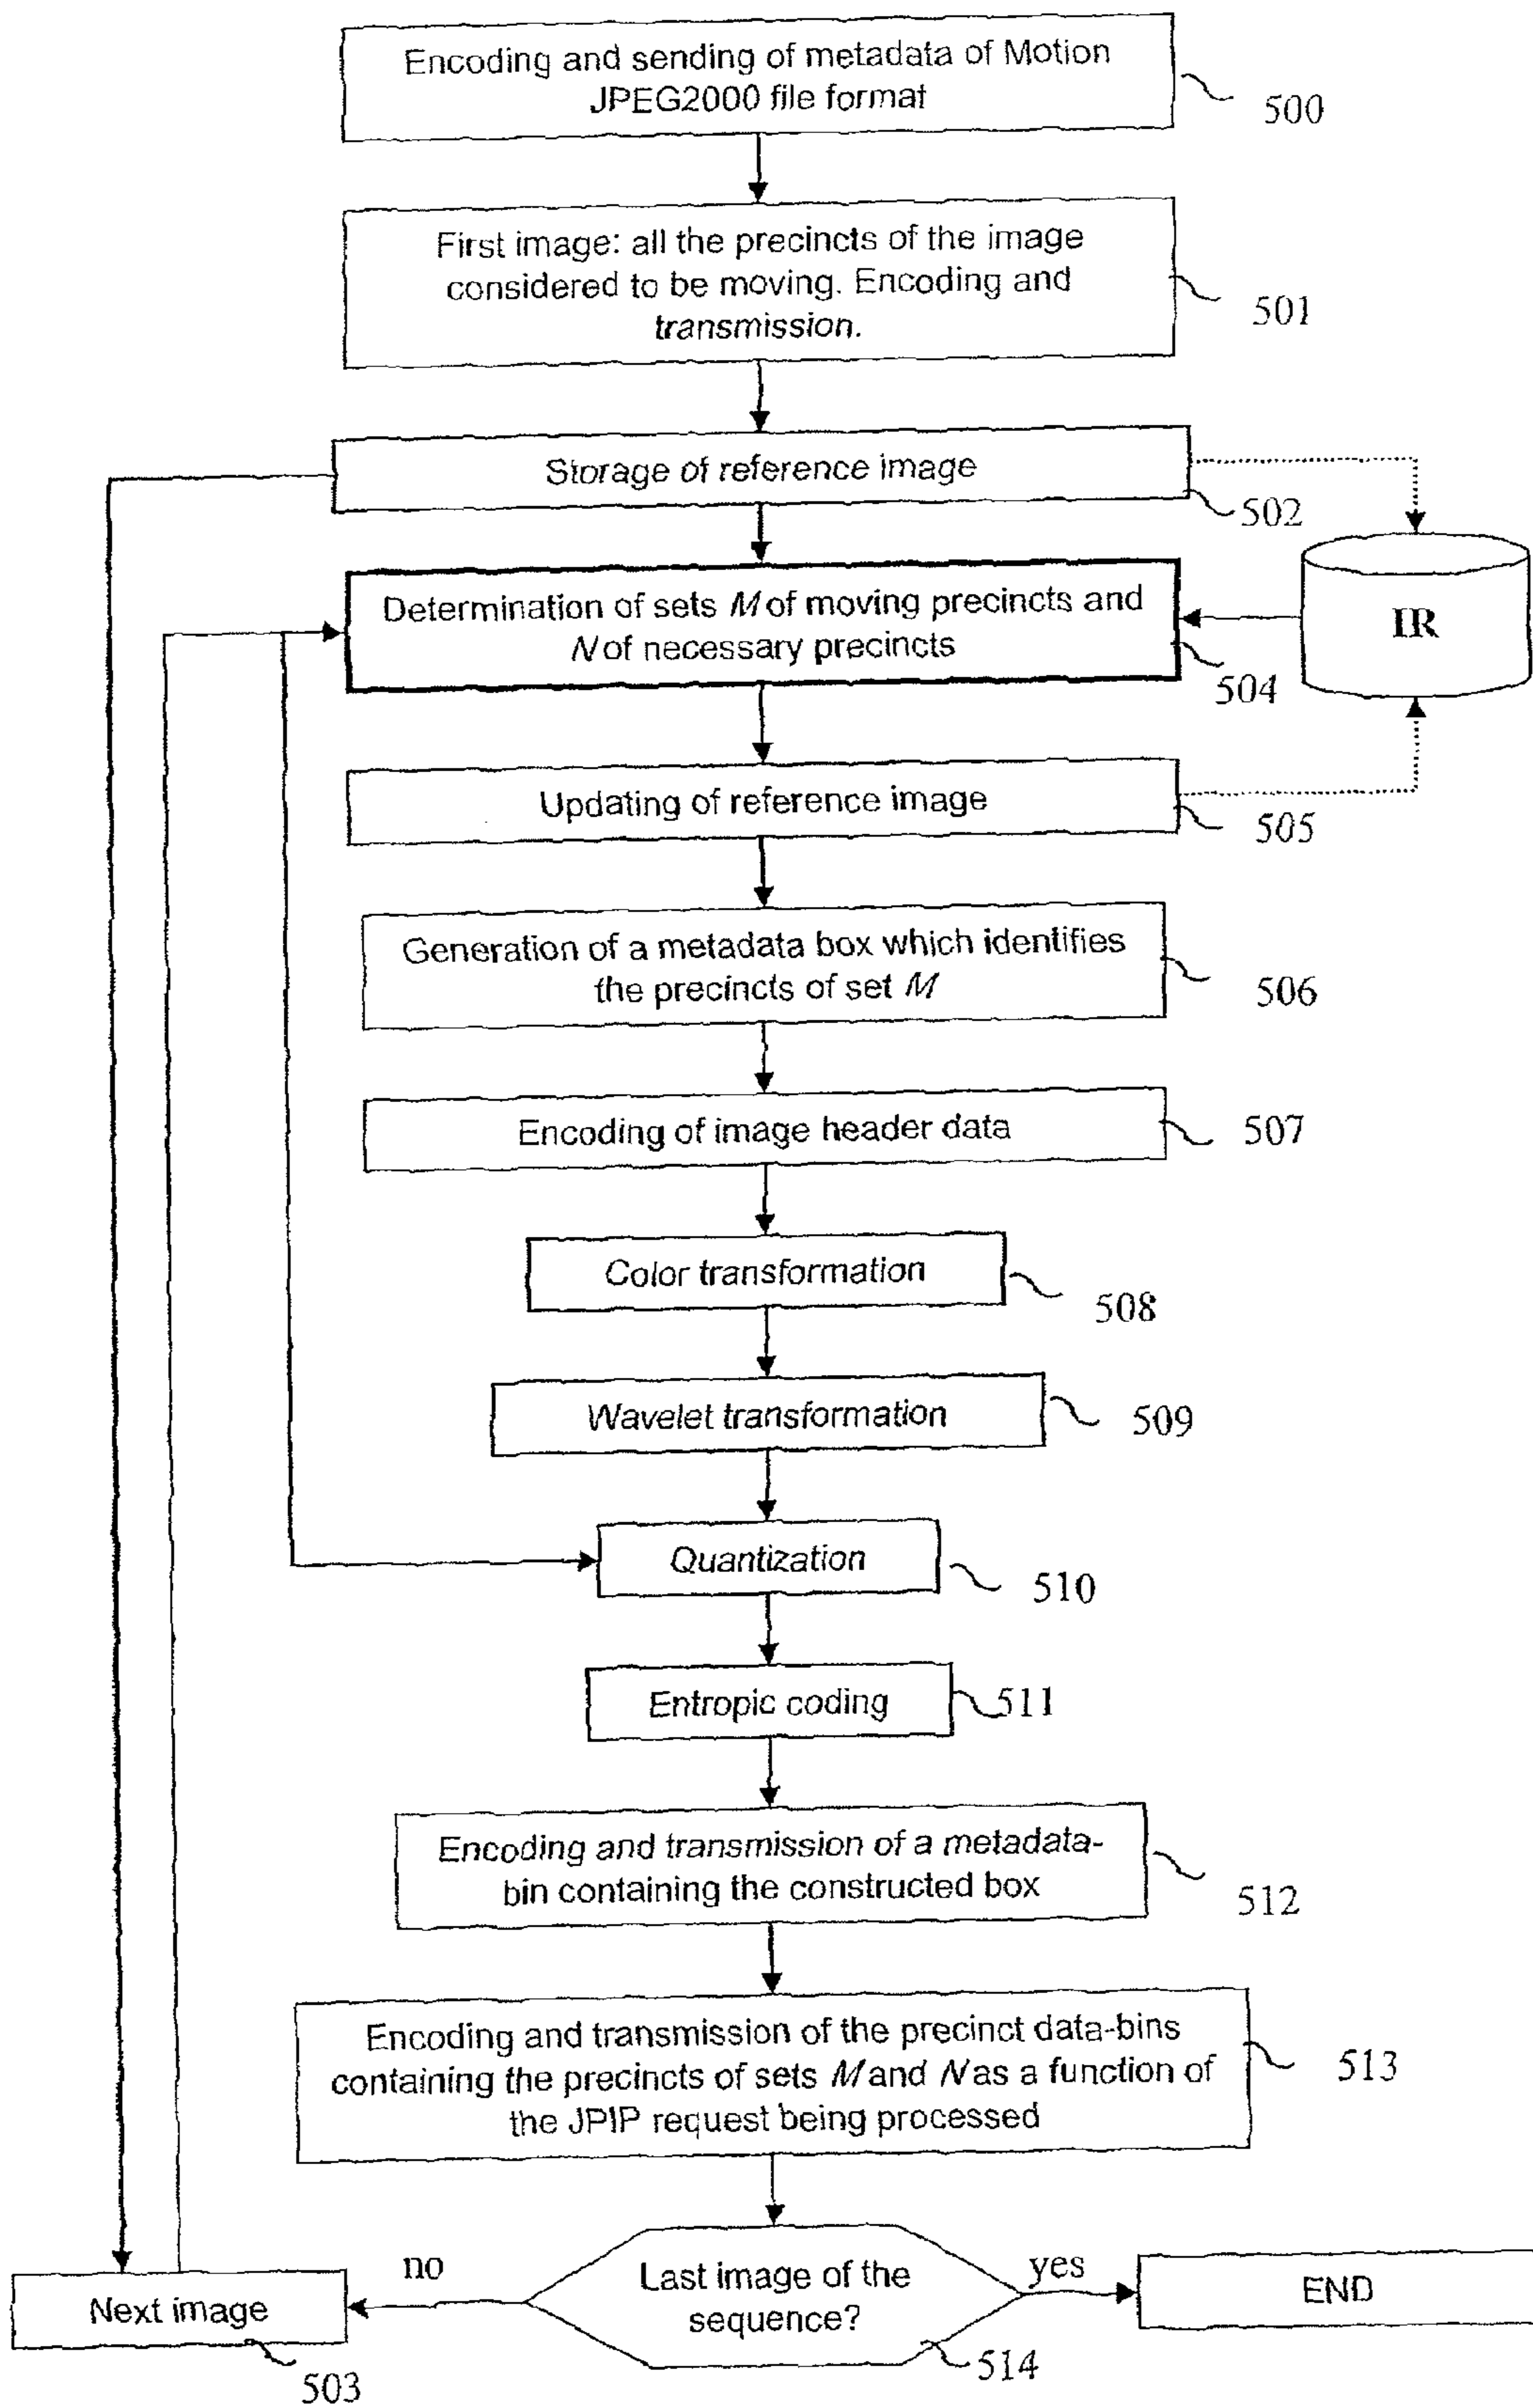 Encoding and sending of metadata of Motion
JPEG2000 file format
500
First image: all the precincts of the image
considered to be moving. Encoding and
transmission.
501
Storage of reference image
502
Determination of sets M of moving precincts and
N of necessary precincts
504
IR
Updating of reference image
505
Generation of a metadata box which identifies
the precincts of set M
506
Encoding of image header data
507
Color transformation
508
Wavelet transformation
509
Quantization
510
Entropic coding
511
Encoding and transmission of a metadata-
bin containing the constructed box
512
Encoding and transmission of the precinct data-bins
containing the precincts of sets M and N as a function of
the JPIP request being processed
513
Last image of the
sequence?
514
no
yes
Next image
503
END